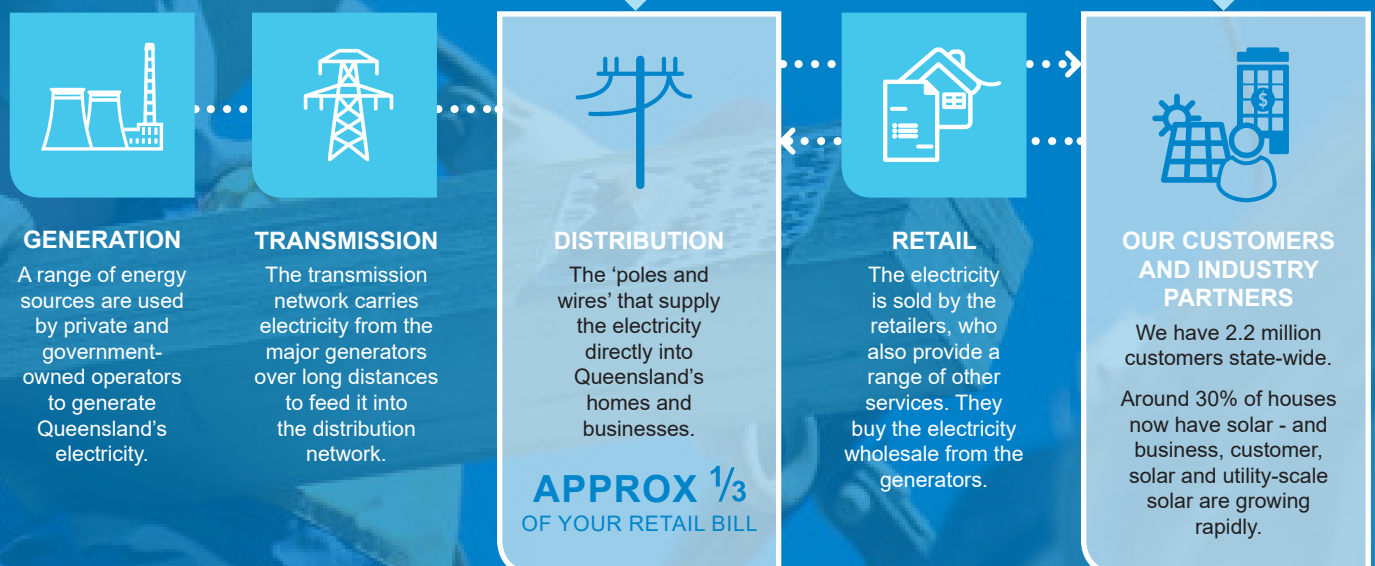 GENERATION
A range of energy
sources are used
by private and
government-
owned operators
to generate
Queensland’s
electricity.
TRANSMISSION
The transmission
network carries
electricity from the
major generators
over long distances
to feed it into
the distribution
network.
DISTRIBUTION
The ‘poles and
wires’ that supply
the electricity
directly into
Queensland’s
homes and
businesses.
APPROX ⅓
OF YOUR RETAIL BILL
RETAIL
The electricity
is sold by the
retailers, who
also provide a
range of other
services. They
buy the electricity
wholesale from the
generators.
$
OUR CUSTOMERS
AND INDUSTRY
PARTNERS
We have 2.2 million
customers state-wide.
Around 30% of houses
now have solar - and
business, customer,
solar and utility-scale
solar are growing
rapidly.